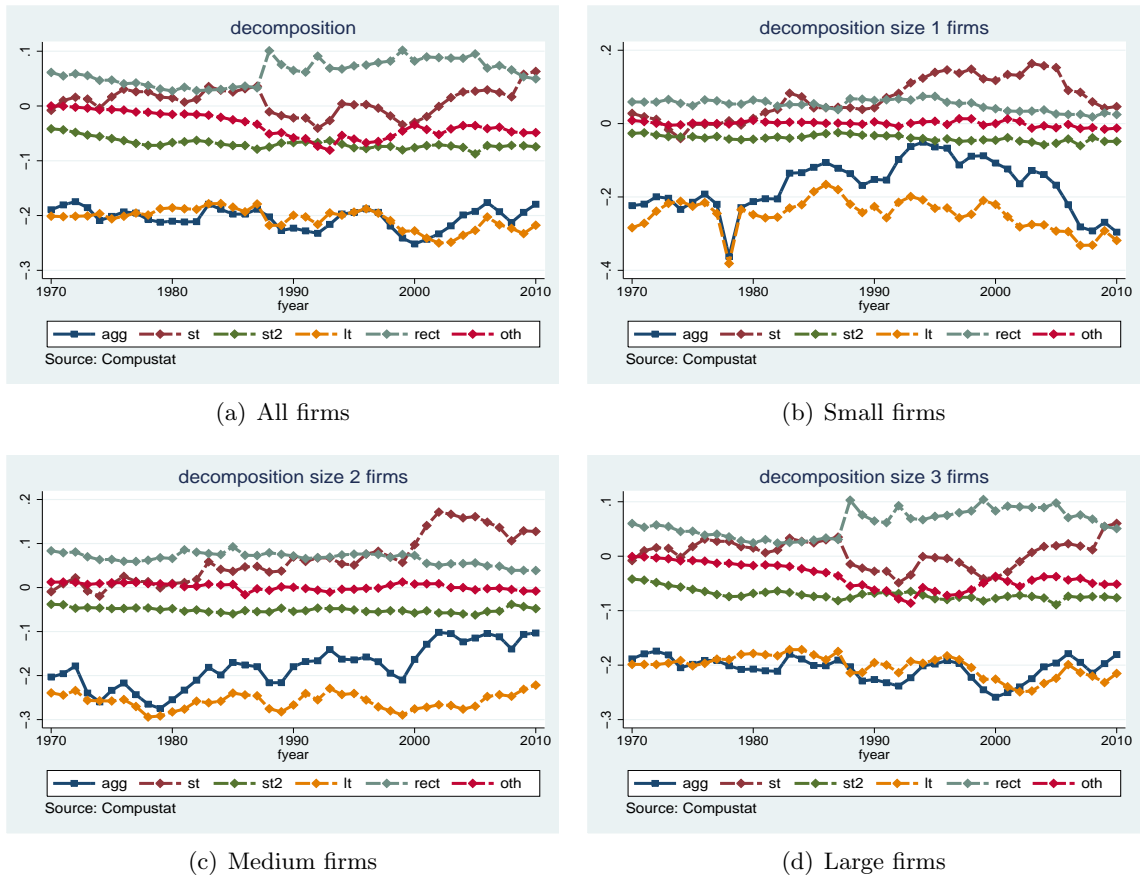 decomposition
.1
0
-.1
-.2
-.3
1970 1980 1990 2000 2010
fyear
agg st st2 lt rect oth
Source: Compustat
(a) All firms
decomposition size 1 firms
.2
0
-.2
-.4
1970 1980 1990 2000 2010
fyear
agg st st2 lt rect oth
Source: Compustat
(b) Small firms
decomposition size 2 firms
.2
.1
0
-.1
-.2
-.3
1970 1980 1990 2000 2010
fyear
agg st st2 lt rect oth
Source: Compustat
(c) Medium firms
decomposition size 3 firms
.1
0
-.1
-.2
-.3
1970 1980 1990 2000 2010
fyear
agg st st2 lt rect oth
Source: Compustat
(d) Large firms